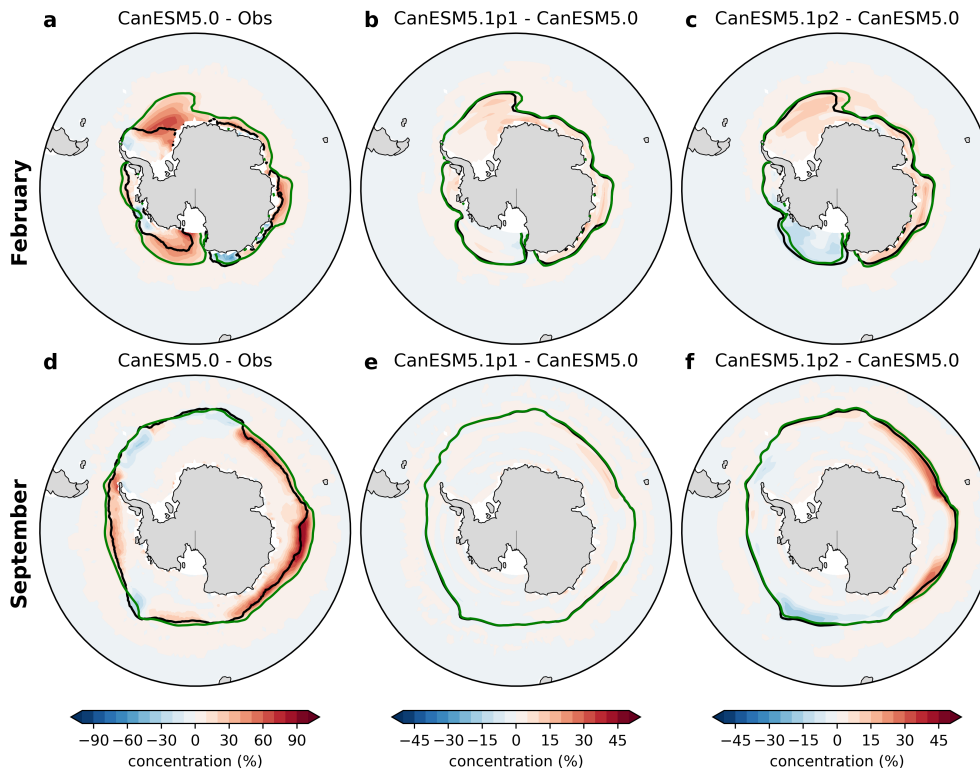 a CanESM5.0 - Obs
b CanESM5.1p1 - CanESM5.0
c CanESM5.1p2 - CanESM5.0
February
d CanESM5.0 - Obs
e CanESM5.1p1 - CanESM5.0
f CanESM5.1p2 - CanESM5.0
September
−90 −60 −30 0 30 60 90
concentration (%)
−45 −30 −15 0 15 30 45
concentration (%)
−45 −30 −15 0 15 30 45
concentration (%)